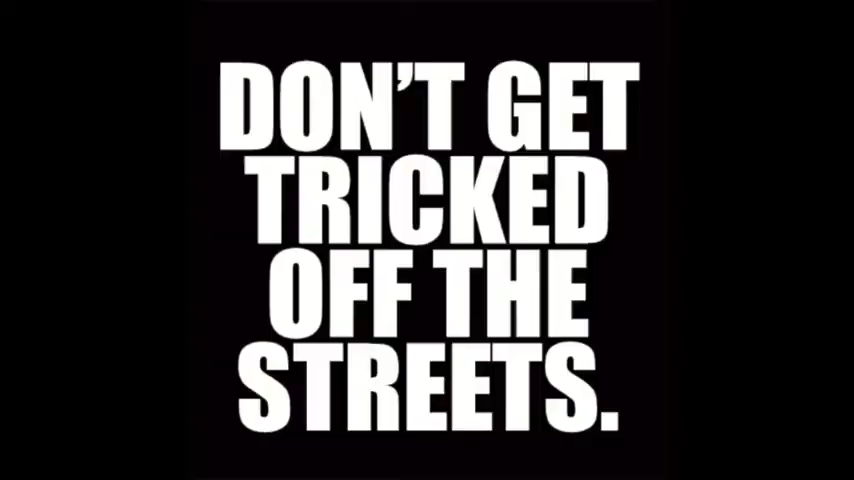 DON'T GET
TRICKED
OFF THE
STREETS.